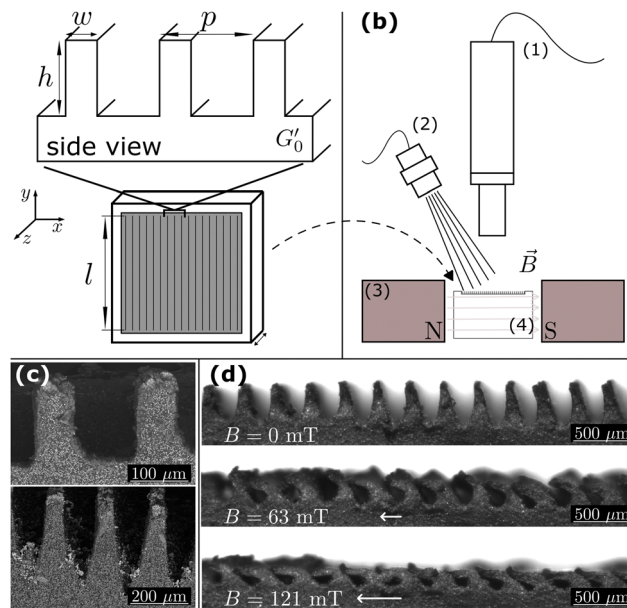 w
p
h
side view
G'₀
y
x
z
l
(b)
(1)
(2)
B⃗
(3)
N
(4)
S
(c)
100 μm
200 μm
(d)
B = 0 mT
500 μm
B = 63 mT
500 μm
B = 121 mT
500 μm